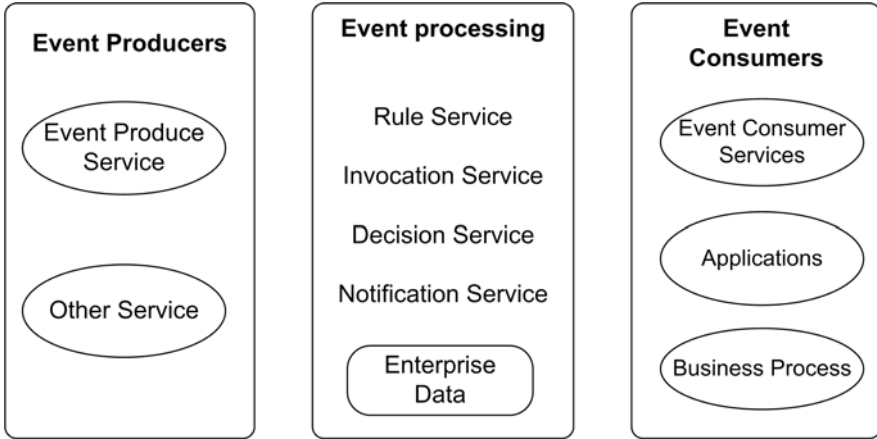 Event Producers
Event Produce
Service
Other Service
Event processing
Rule Service
Invocation Service
Decision Service
Notification Service
Enterprise
Data
Event
Consumers
Event Consumer
Services
Applications
Business Process